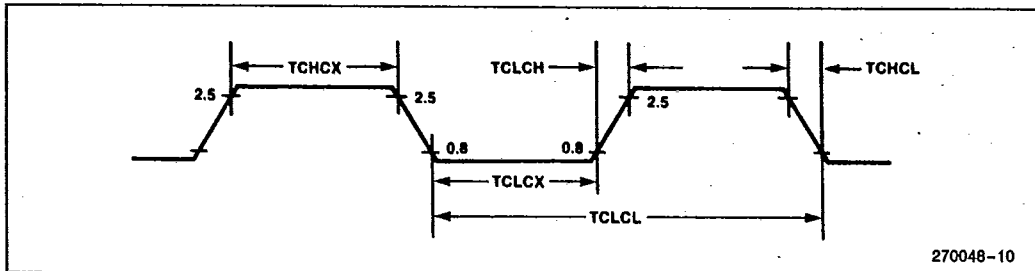 TCHCX
TCLCH
TCHCL
2.5
2.5
2.5
0.8
0.8
TCLCX
TCLCL
270048-10